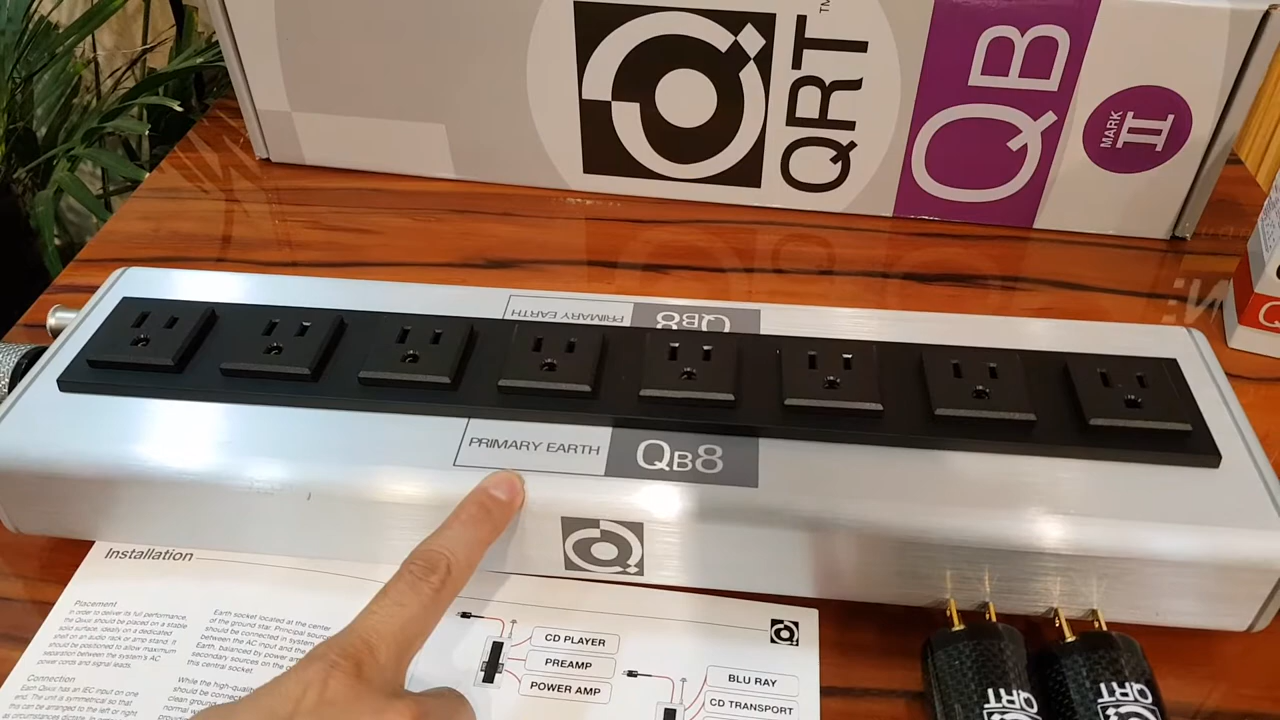 QRT
TM
QB
MARK
II
PRIMARY EARTH
QB8
PRIMARY EARTH
QB8
Installation
Placement
In order to deliver its full performance,
the Qvux should be placed on a stable
solid surface, ideally on a dedicated
shelf on an audio rack or amp stand. It
should be positioned to allow maximum
separation between the system's AC
power cords and signal leads.
Connection
Each Qvux has an IEC input on one
end. The unit is symmetrical so that
this can be arranged to the left or right
as circumstances dictate. In
Earth socket located at the center
of the ground star. Principal
should be connected in system
between the AC input and the
Earth, balanced by power
secondary sources on the
this central socket.
While the high-quality
should be
clean ground
normal
CD PLAYER
PREAMP
POWER AMP
BLU RAY
CD TRANSPORT
QRT
QRT